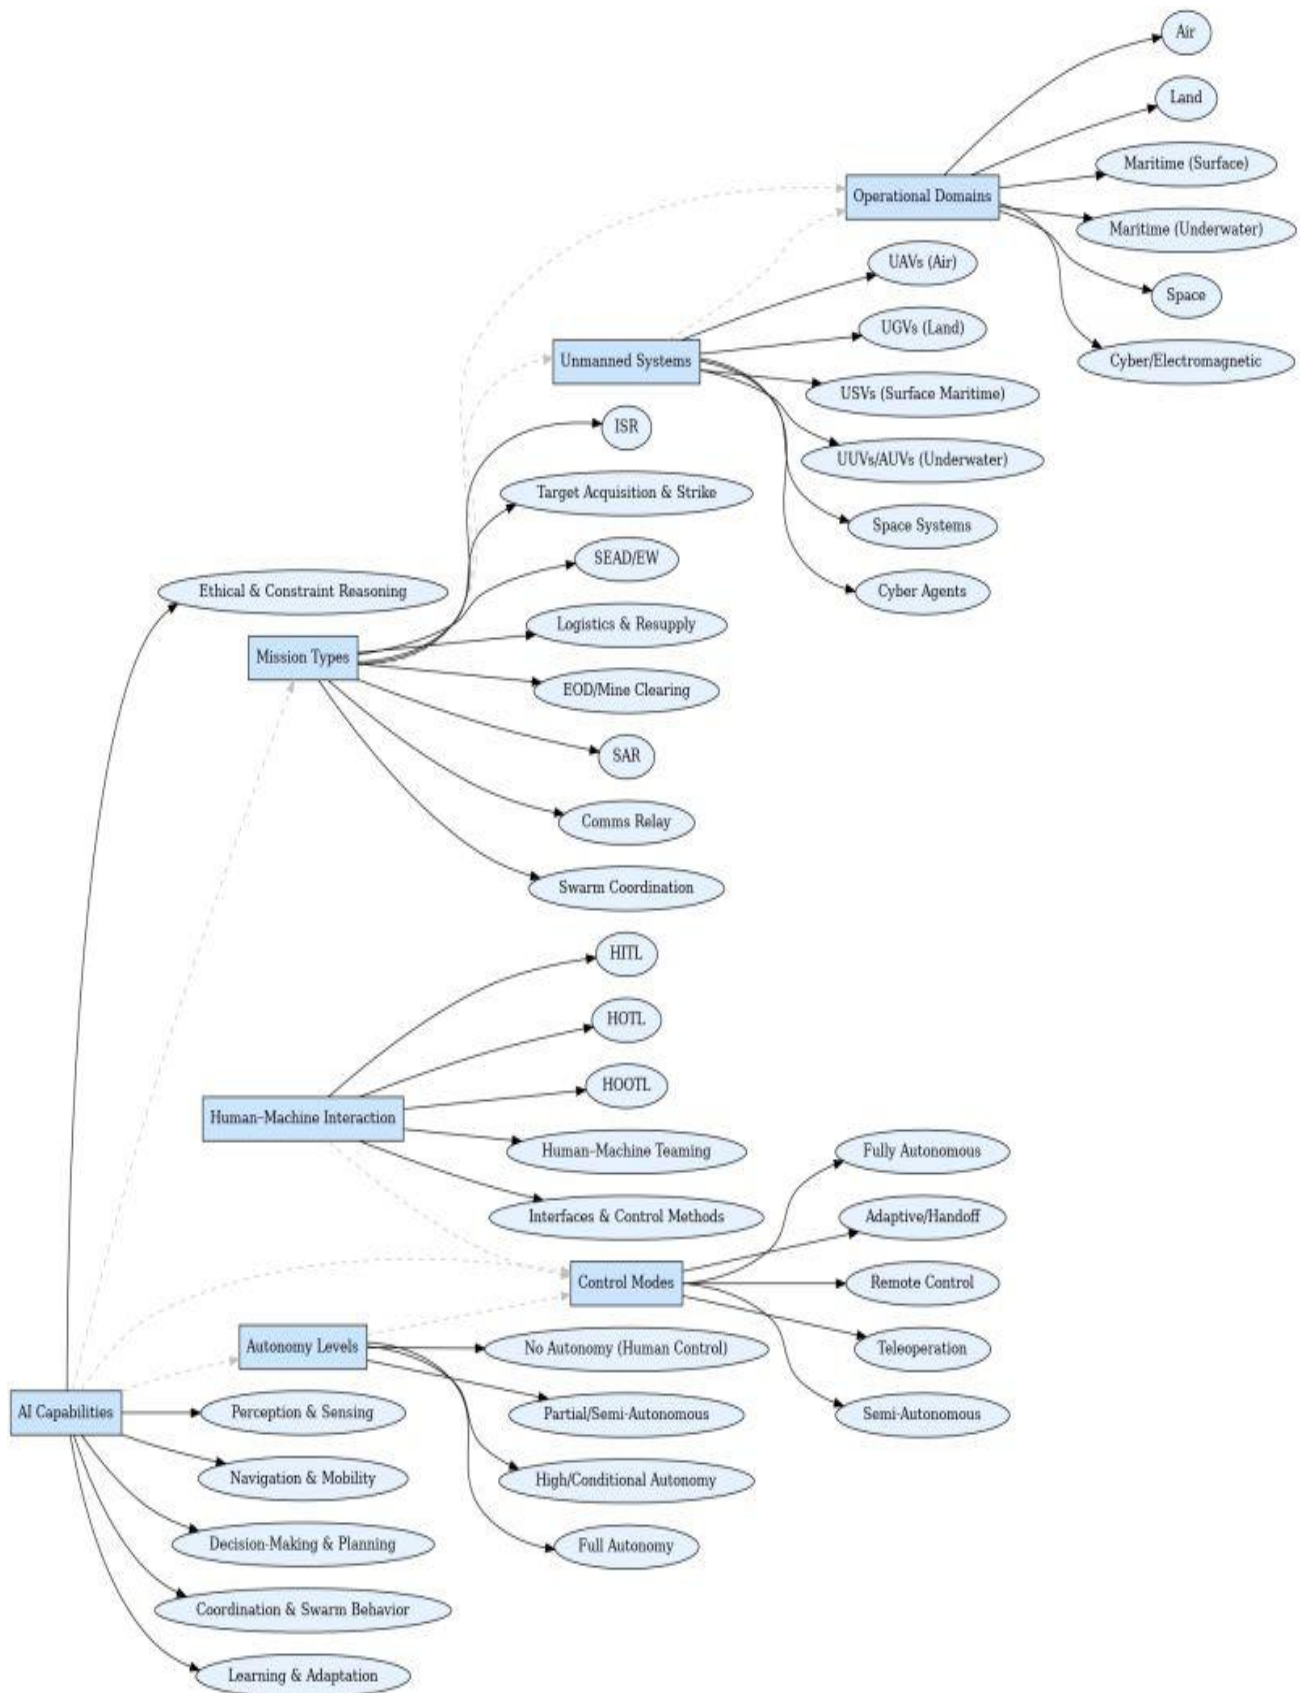 Air
Land
Maritime (Surface)
Operational Domains
Maritime (Underwater)
UAVs (Air)
Space
UGVs (Land)
Unmanned Systems
Cyber/Electromagnetic
USVs (Surface Maritime)
ISR
UUVs/AUVs (Underwater)
Target Acquisition & Strike
Space Systems
SEAD/EW
Ethical & Constraint Reasoning
Cyber Agents
Logistics & Resupply
Mission Types
EOD/Mine Clearing
SAR
Comms Relay
Swarm Coordination
HITL
HOTL
HOOTL
Human–Machine Interaction
Human–Machine Teaming
Fully Autonomous
Interfaces & Control Methods
Adaptive/Handoff
Control Modes
Remote Control
Autonomy Levels
No Autonomy (Human Control)
Teleoperation
AI Capabilities
Perception & Sensing
Partial/Semi-Autonomous
Semi-Autonomous
Navigation & Mobility
High/Conditional Autonomy
Decision-Making & Planning
Full Autonomy
Coordination & Swarm Behavior
Learning & Adaptation